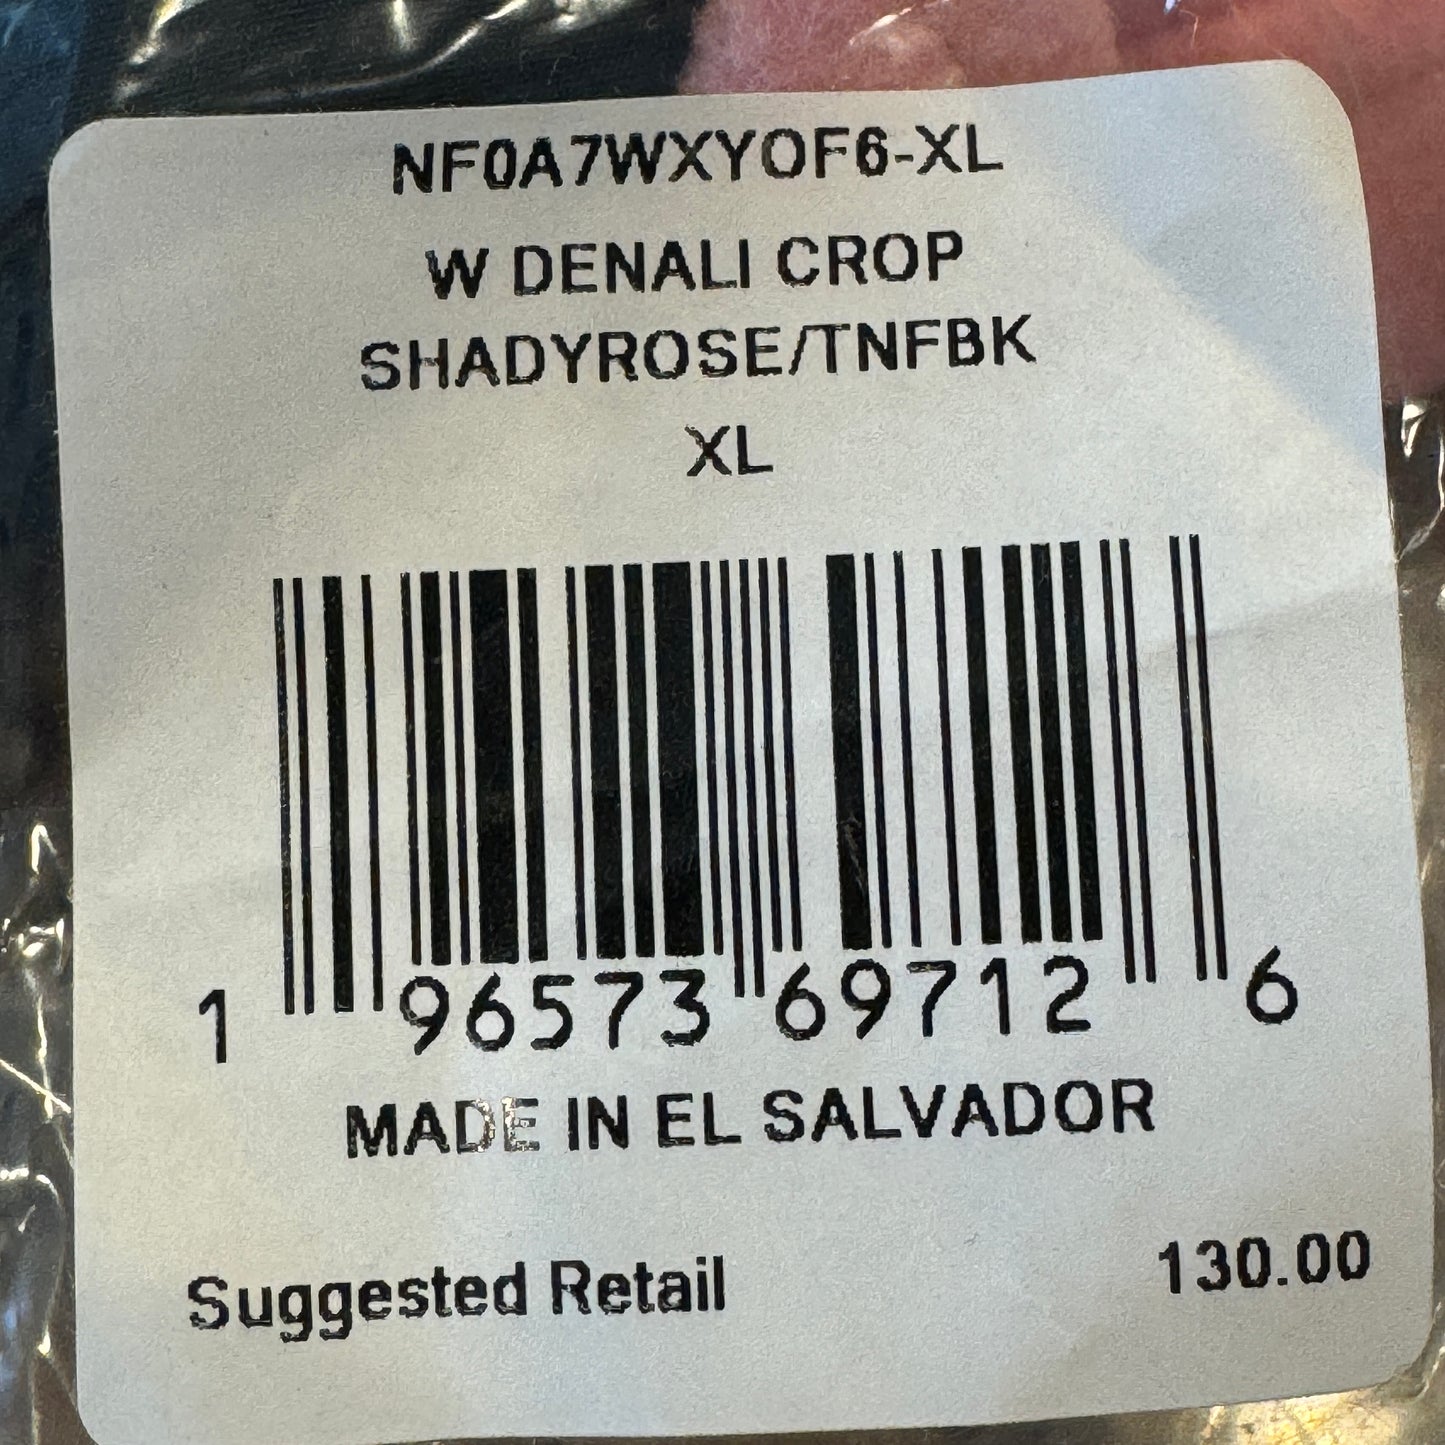 NF0A7WXYOF6-XL
W DENALI CROP
SHADYROSE/TNFBK
XL
1 96573 69712 6
MADE IN EL SALVADOR
Suggested Retail 130.00